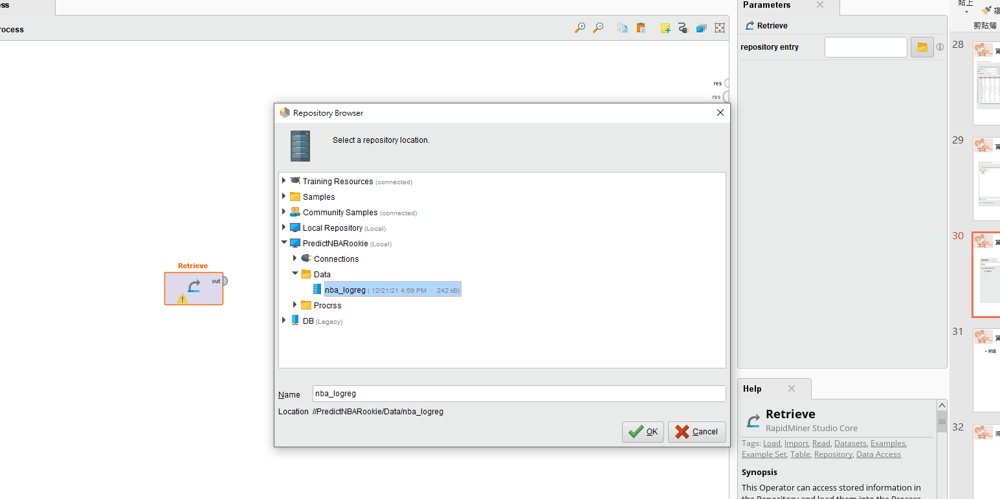 ess
rocess
res
res
Retrieve
out
Repository Browser
Select a repository location.
Training Resources (connected)
Samples
Community Samples (connected)
Local Repository (Local)
PredictNBARookie (Local)
Connections
Data
nba_logreg ( 12/21/21 4:59 PM · 242 kB)
Procrss
DB (Legacy)
Name nba_logreg
Location //PredictNBARookie/Data/nba_logreg
OK
Cancel
Parameters
Retrieve
repository entry
Help
Retrieve
RapidMiner Studio Core
Tags: Load, Import, Read, Datasets, Examples,
Example Set, Table, Repository, Data Access
Synopsis
This Operator can access stored information in
the Repository and load them into the Process.
貼上
複
剪貼簿
28
29
30
31
32